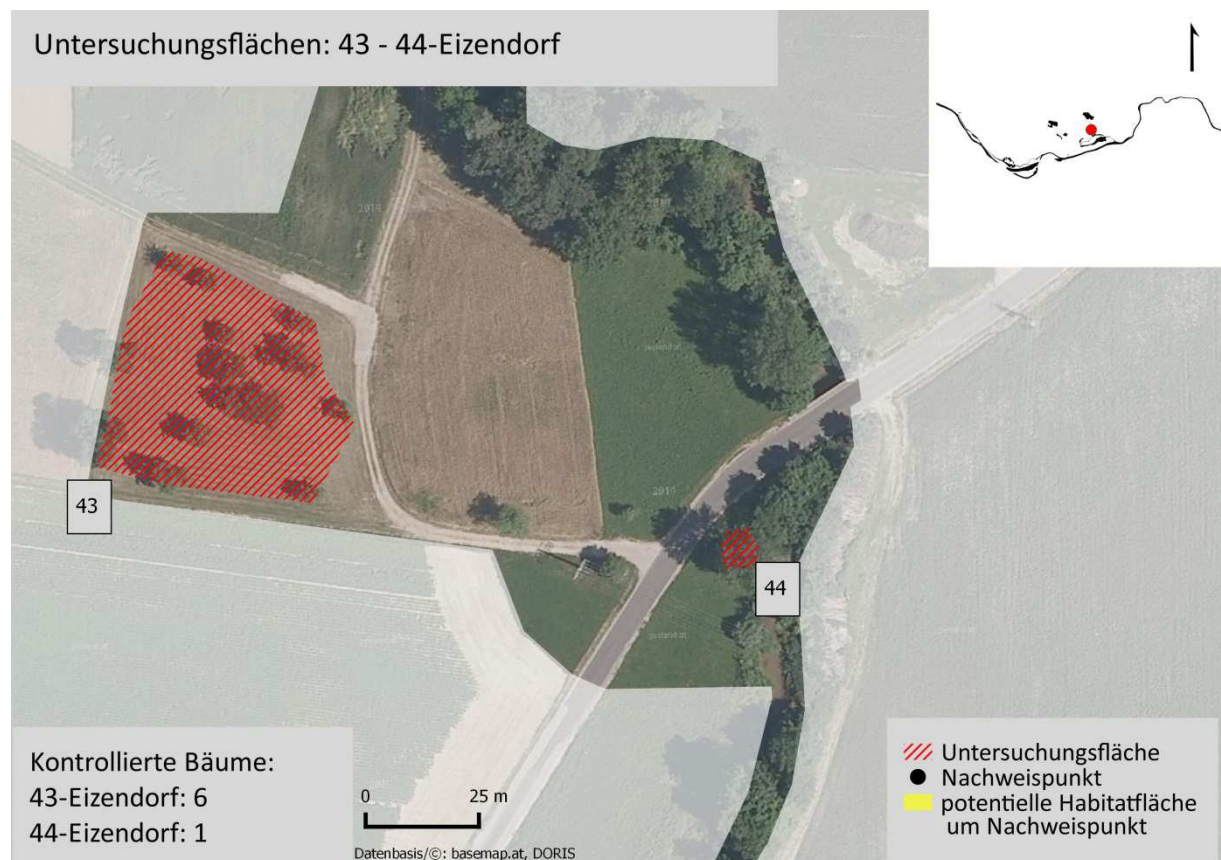 Untersuchungsflächen: 43 - 44-Eizendorf
43
44
Kontrollierte Bäume:
43-Eizendorf: 6
44-Eizendorf: 1
0 25 m
Datenbasis/©: basemap.at, DORIS
Untersuchungsfläche
Nachweispunkt
potentielle Habitatfläche
um Nachweispunkt